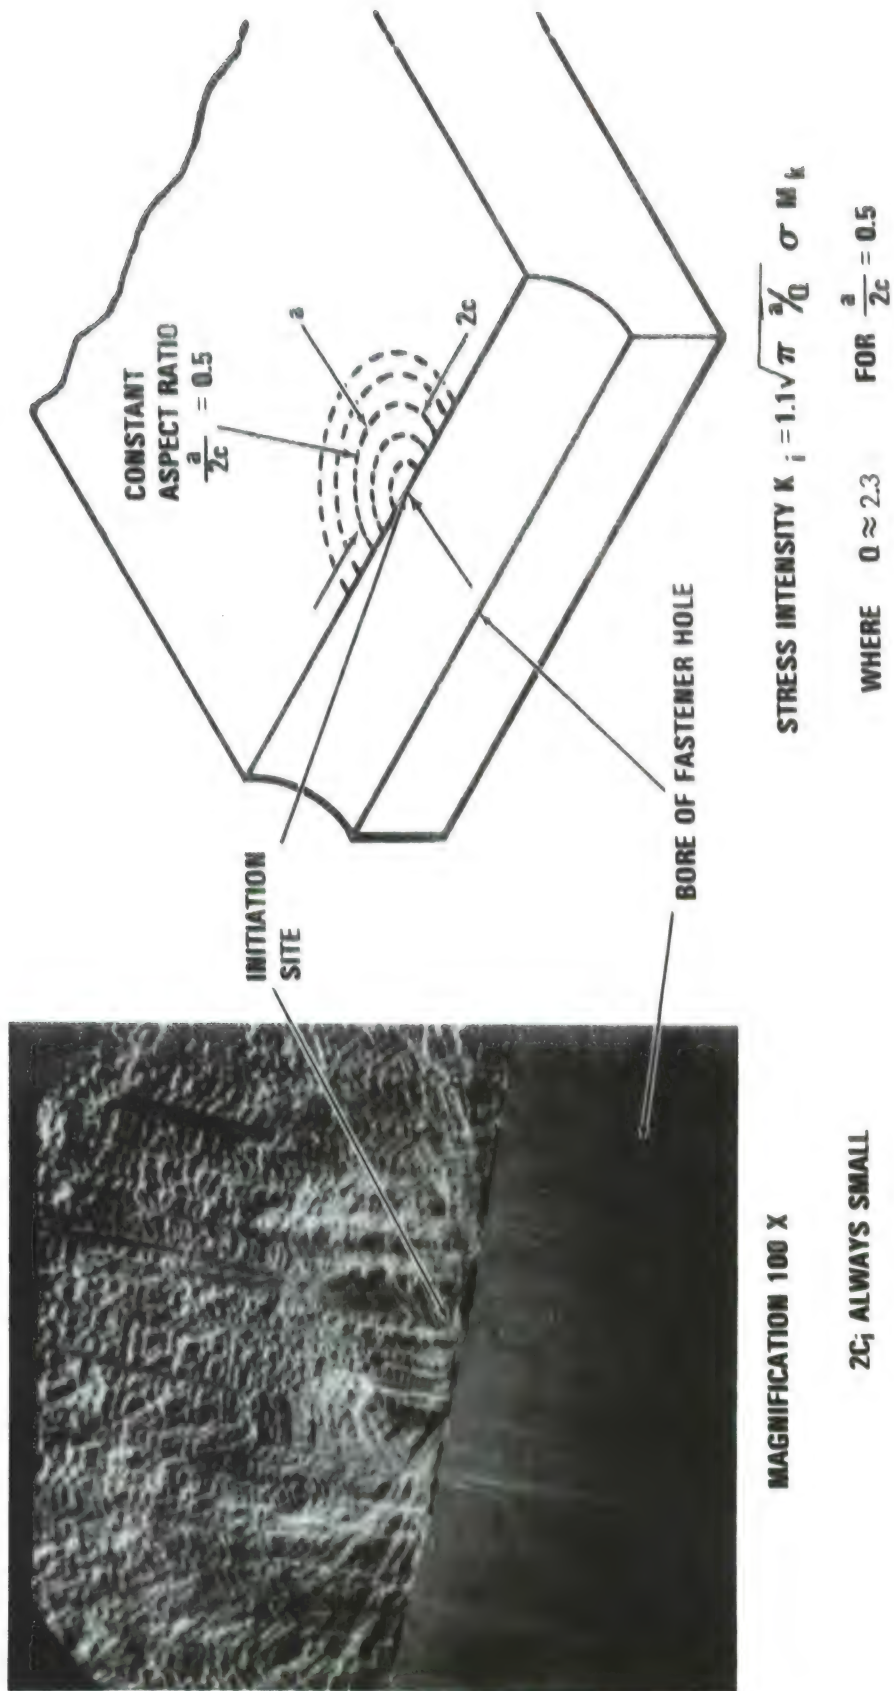 CONSTANT
ASPECT RATIO
a/2c = 0.5
a
2c
INITIATION
SITE
BORE OF FASTENER HOLE
MAGNIFICATION 100 X
2Ci ALWAYS SMALL
STRESS INTENSITY K i = 1.1√π a/Q σ Mk
WHERE Q ≈ 2.3 FOR a/2c = 0.5